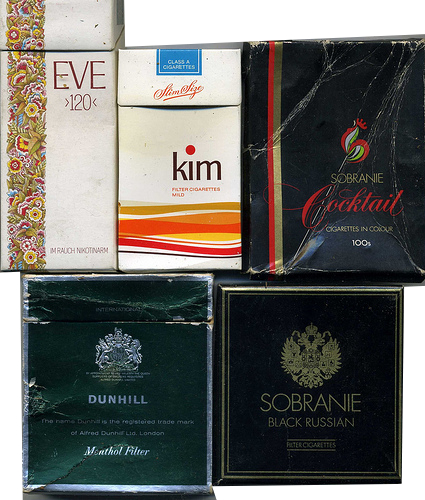 EVE
›120‹
IM RAUCH NIKOTINARM
CLASS A
CIGARETTES
Slim Size
kim
FILTER CIGARETTES
MILD
SOBRANIE
Cocktail
CIGARETTES IN COLOUR
100s
INTERNATIONAL
DUNHILL
The name Dunhill is the registered trade mark
of Alfred Dunhill Ltd. London
Menthol Filter
SOBRANIE
BLACK RUSSIAN
FILTER CIGARETTES